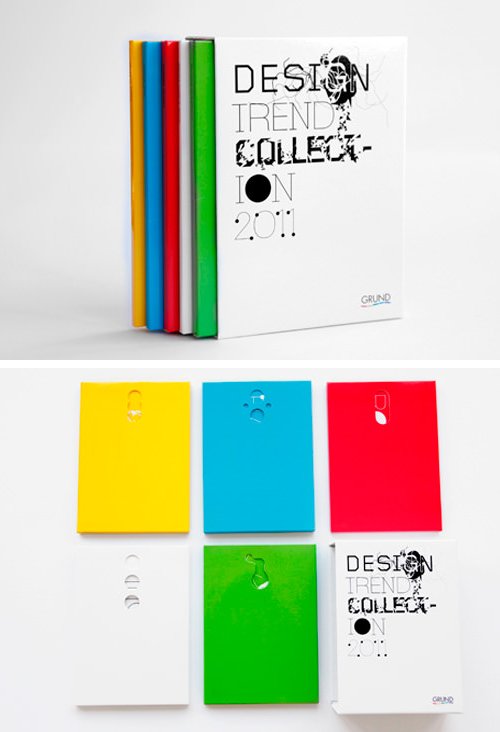 DESIGN
TREND
COLLECT-
ION
2011
GRUND
DESIGN
TREND
COLLECT-
ION
2011
GRUND